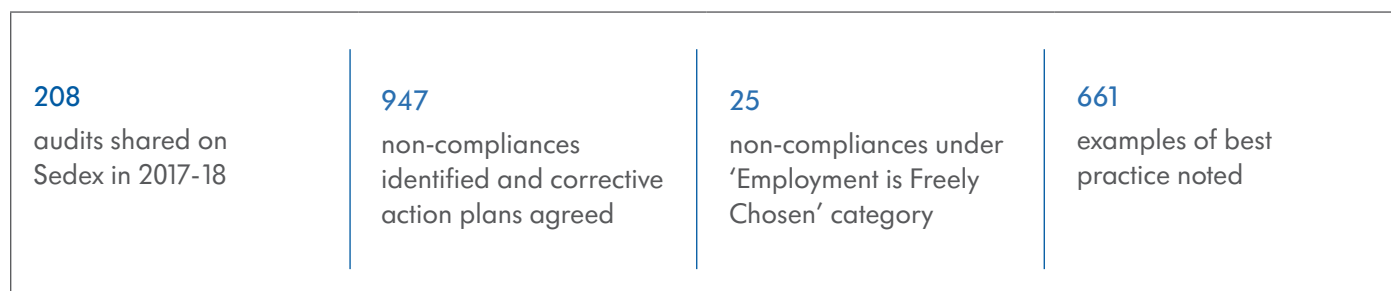 208
audits shared on
Sedex in 2017-18
947
non-compliances
identified and corrective
action plans agreed
25
non-compliances under
‘Employment is Freely
Chosen’ category
661
examples of best
practice noted